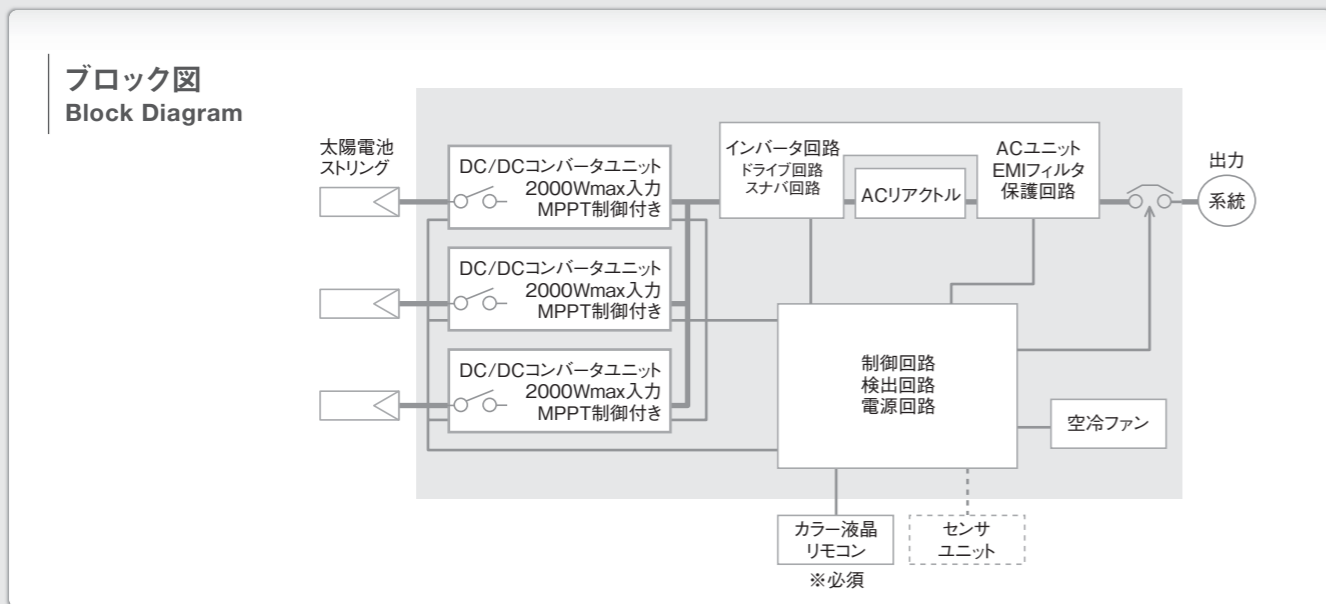 ブロック図
Block Diagram
太陽電池
ストリング
DC/DCコンバータユニット
2000Wmax入力
MPPT制御付き
DC/DCコンバータユニット
2000Wmax入力
MPPT制御付き
DC/DCコンバータユニット
2000Wmax入力
MPPT制御付き
インバータ回路
ドライブ回路
スナバ回路
ACリアクトル
ACユニット
EMIフィルタ
保護回路
出力
系統
制御回路
検出回路
電源回路
空冷ファン
カラー液晶
リモコン
※必須
センサ
ユニット